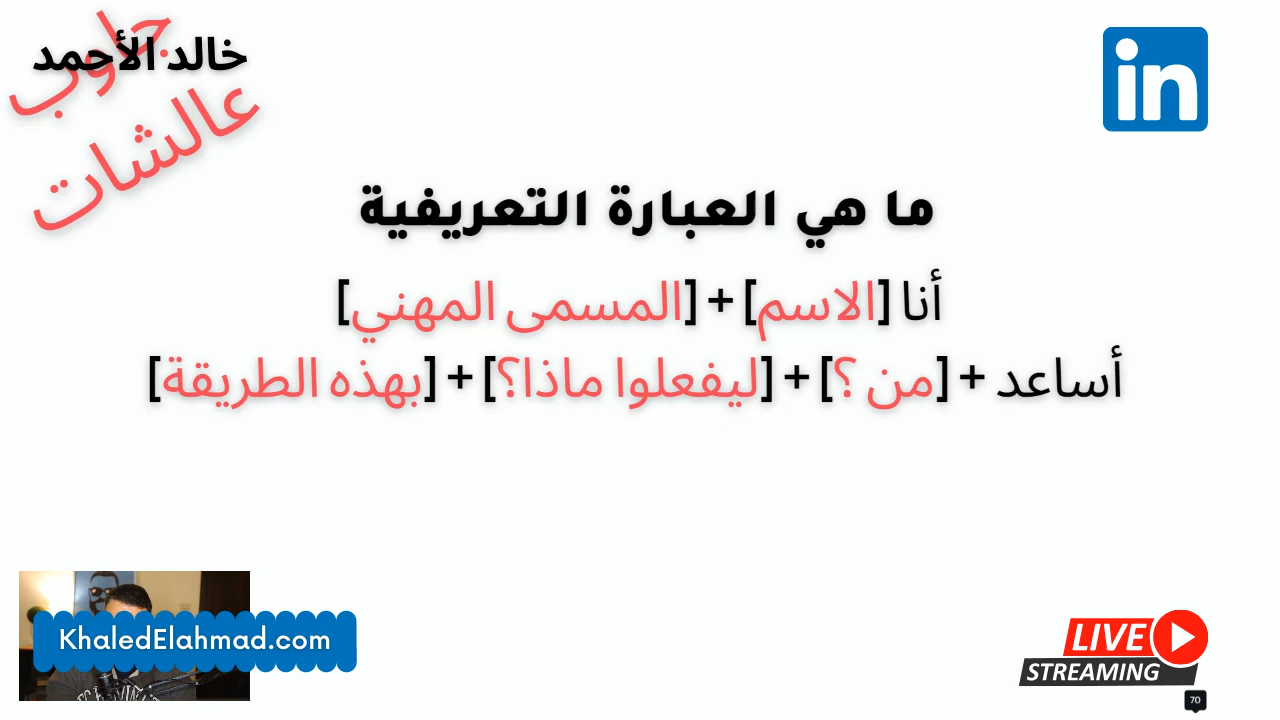 خالد الأحمد
جاوب
عالشات
in
ما هي العبارة التعريفية
أنا [الاسم] + [المسمى المهني]
أساعد + [من ؟] + [ليفعلوا ماذا؟] + [بهذه الطريقة]
KhaledElahmad.com
LIVE
STREAMING
70